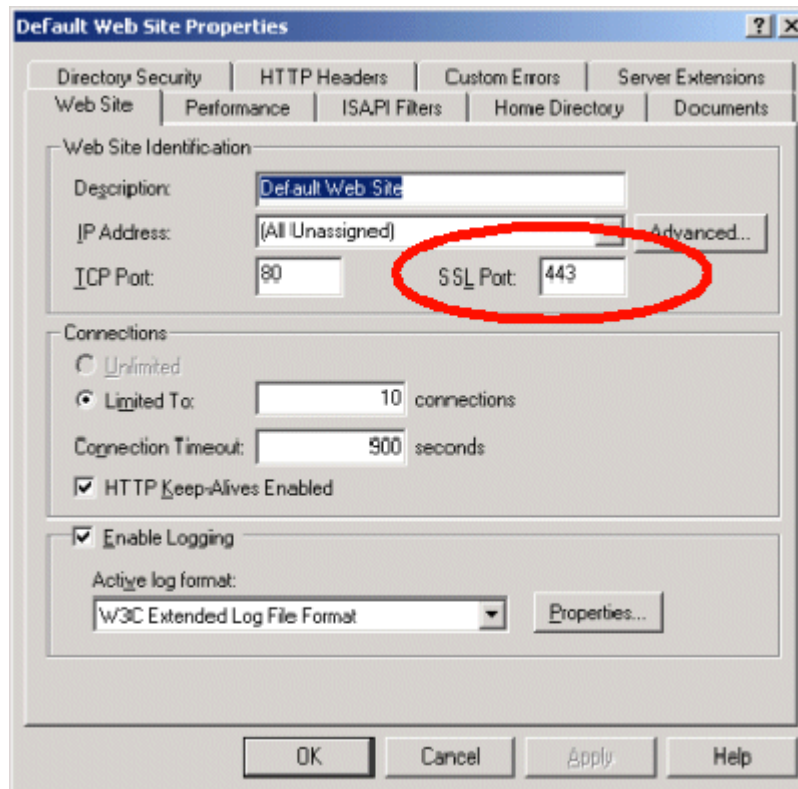 Default Web Site Properties
Directory Security HTTP Headers Custom Errors Server Extensions
Web Site Performance ISAPI Filters Home Directory Documents
Web Site Identification
Description: Default Web Site
IP Address: (All Unassigned) Advanced...
TCP Port: 80 SSL Port: 443
Connections
Unlimited
Limited To: 10 connections
Connection Timeout: 900 seconds
HTTP Keep-Alives Enabled
Enable Logging
Active log format:
W3C Extended Log File Format Properties...
OK Cancel Apply Help